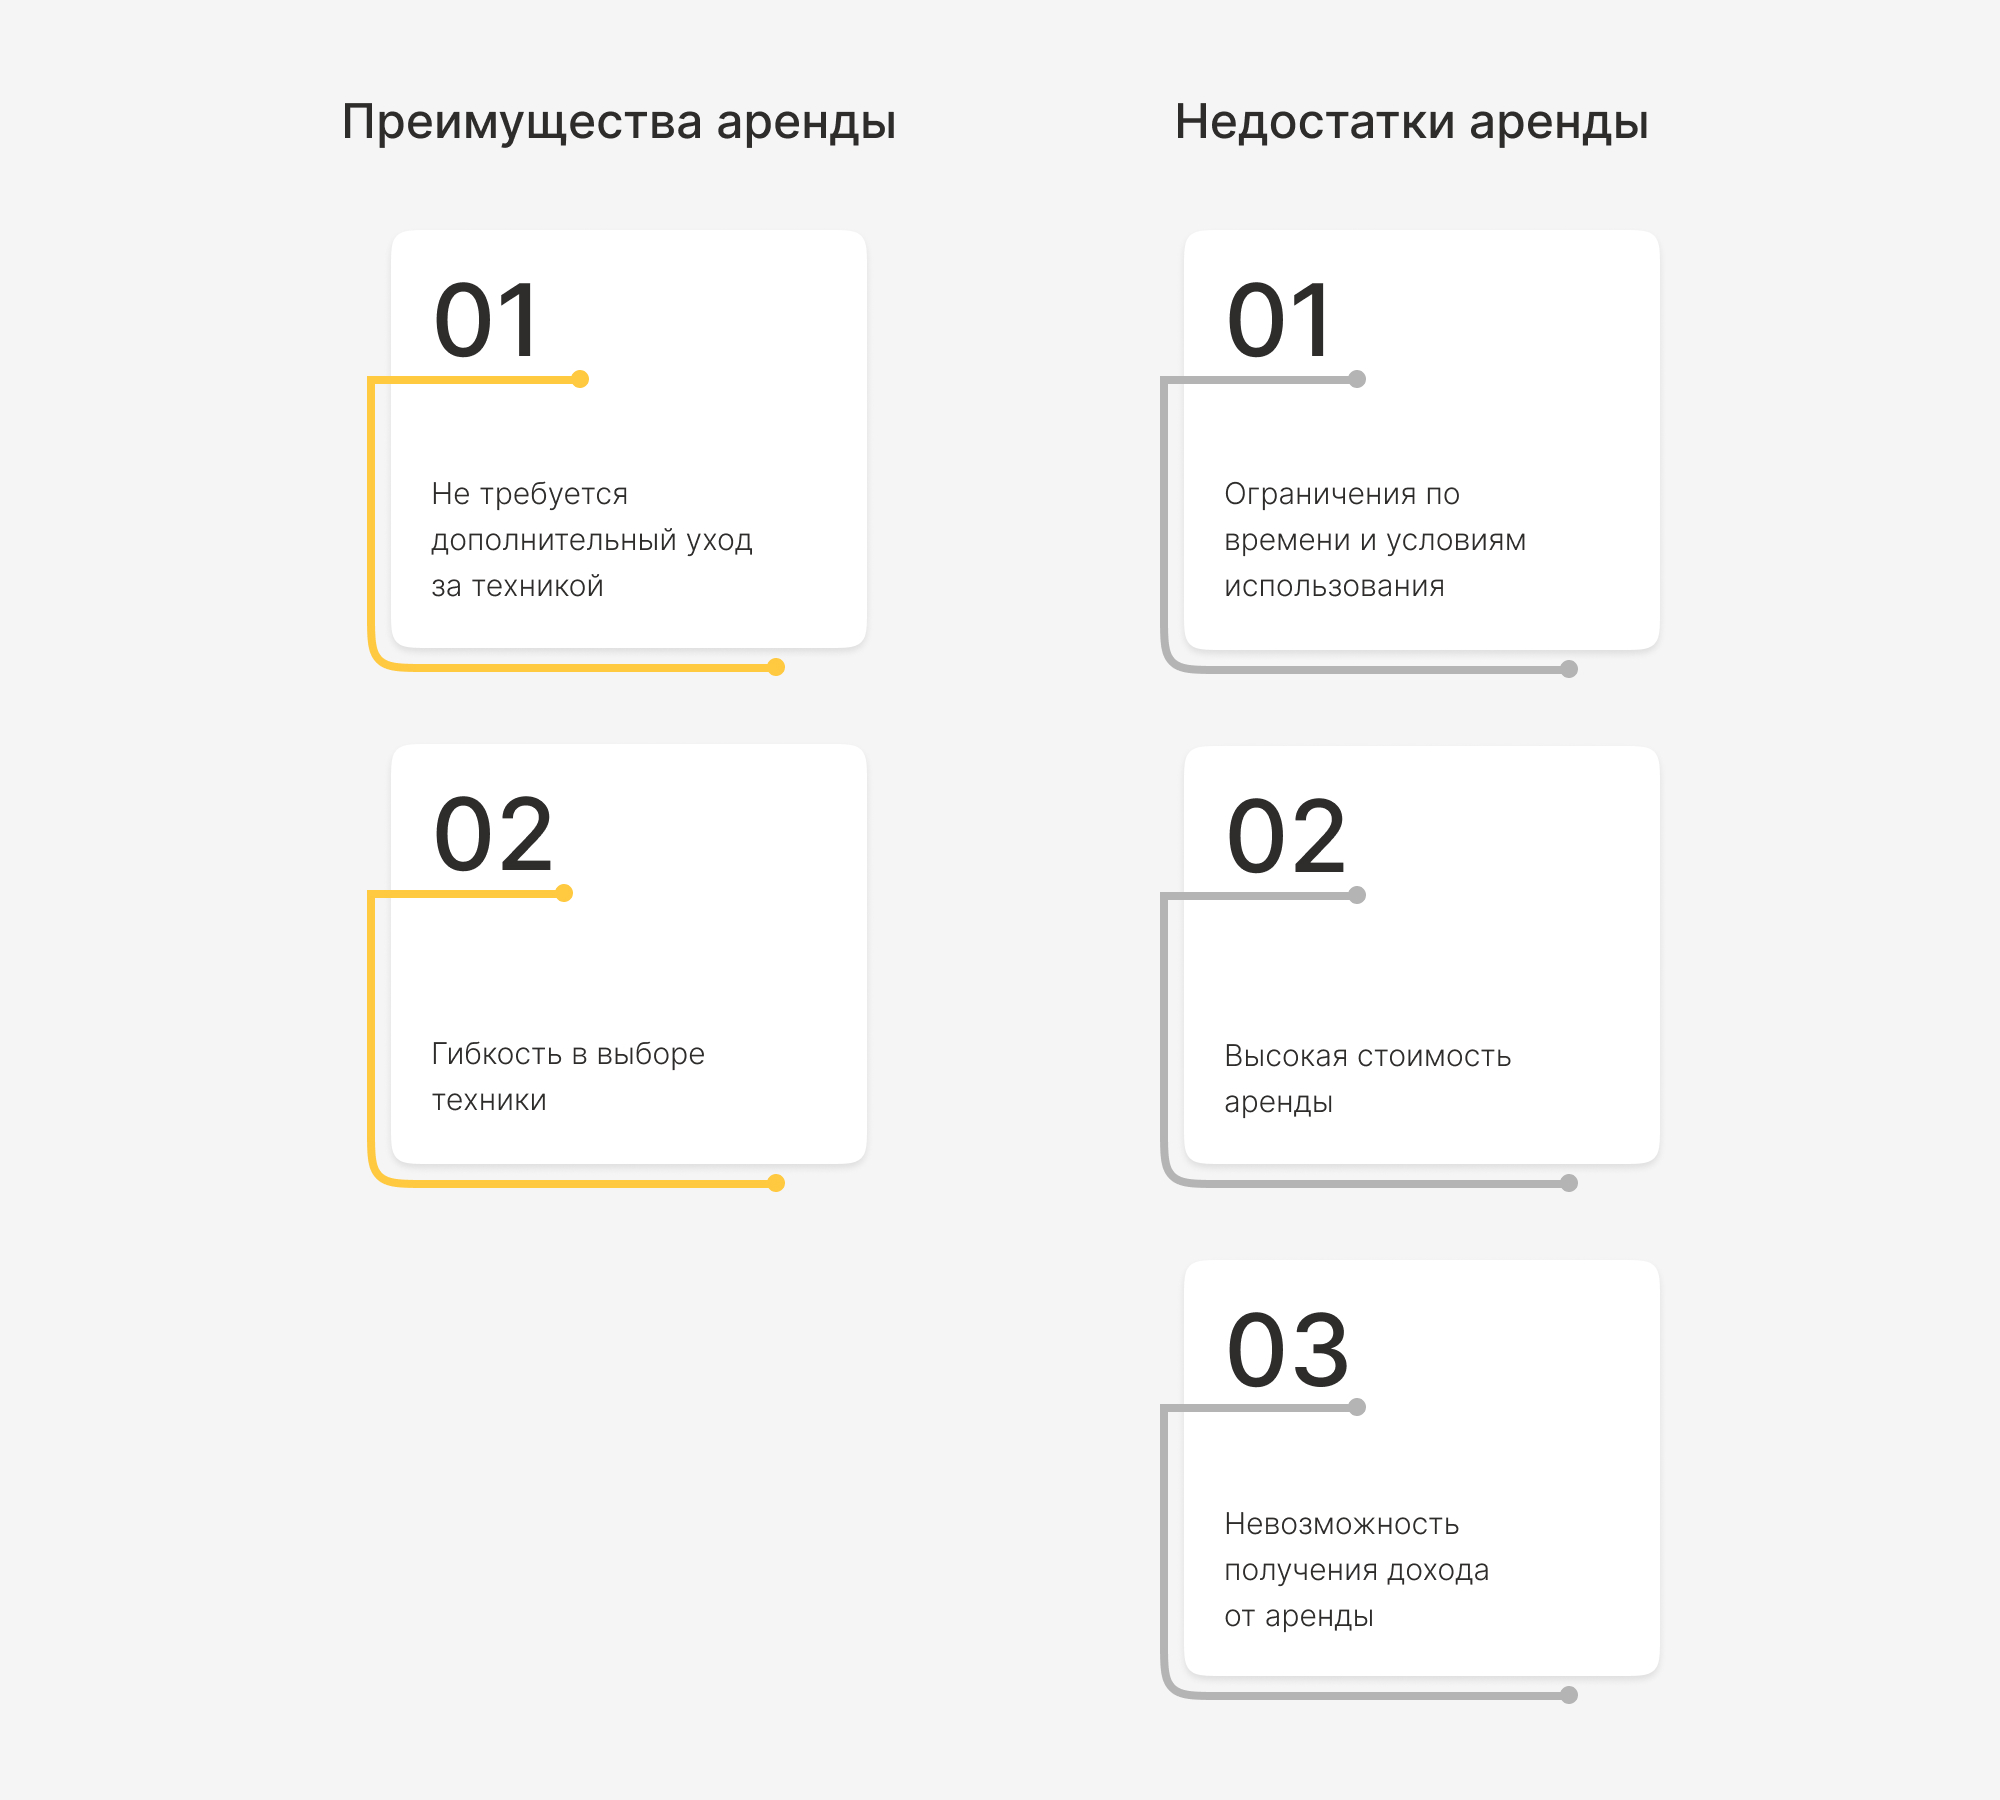 Преимущества аренды
01
Не требуется
дополнительный уход
за техникой
02
Гибкость в выборе
техники
Недостатки аренды
01
Ограничения по
времени и условиям
использования
02
Высокая стоимость
аренды
03
Невозможность
получения дохода
от аренды